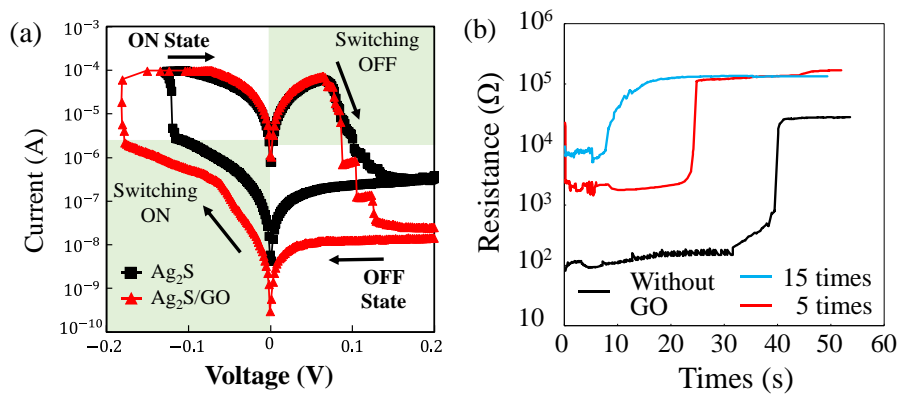 (a)
10⁻³
10⁻⁴
10⁻⁵
10⁻⁶
10⁻⁷
10⁻⁸
10⁻⁹
10⁻¹⁰
Current (A)
ON State
Switching
OFF
Switching
ON
Ag₂S
Ag₂S/GO
OFF
State
−0.2
−0.1
0
0.1
0.2
Voltage (V)
(b)
10⁶
10⁵
10⁴
10³
10²
10
Resistance (Ω)
Without
GO
15 times
5 times
0
10
20
30
40
50
60
Times (s)